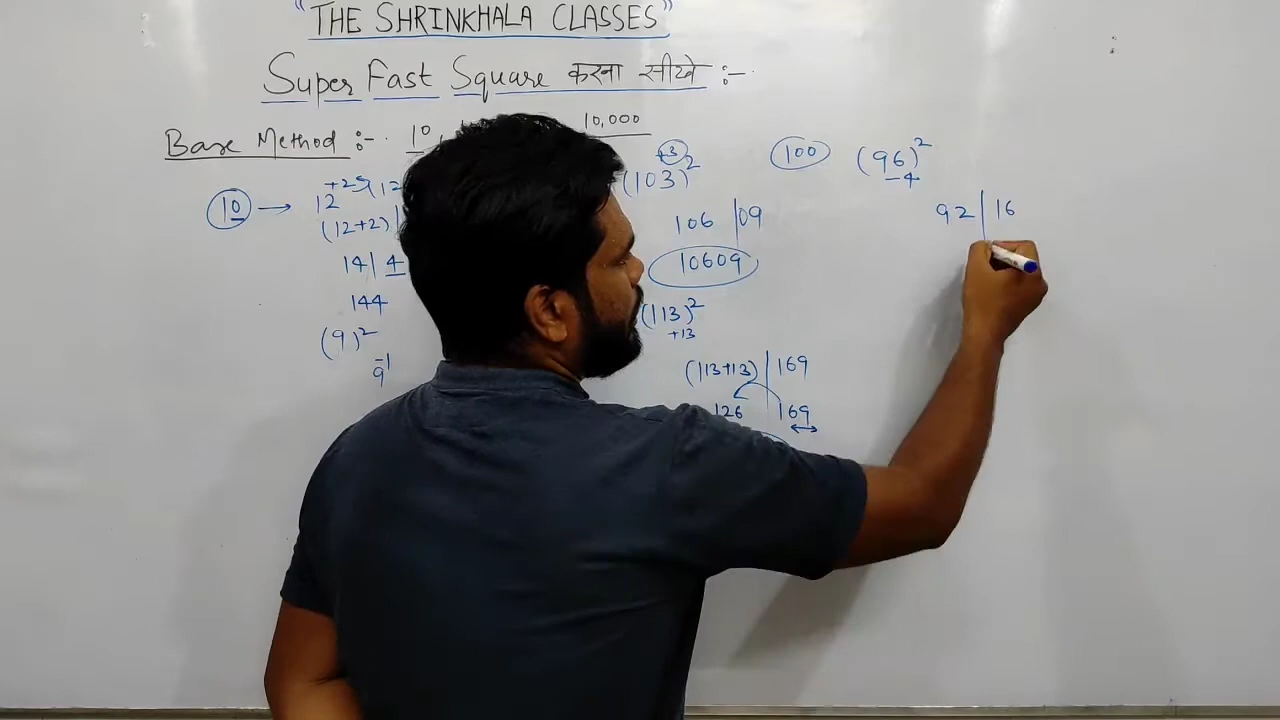 "THE SHRINKHALA CLASSES"
Super Fast Square करना सीखे :-
Base Method :- 10, 10,000
10 → 12 +2 (12
(12+2) |
14 | 4
144
(9)²
-1
9
+3
(103)²
106 | 09
10609
(113)²
+13
(113+13) | 169
126 | 169
100 (96)²
-4
92 | 16